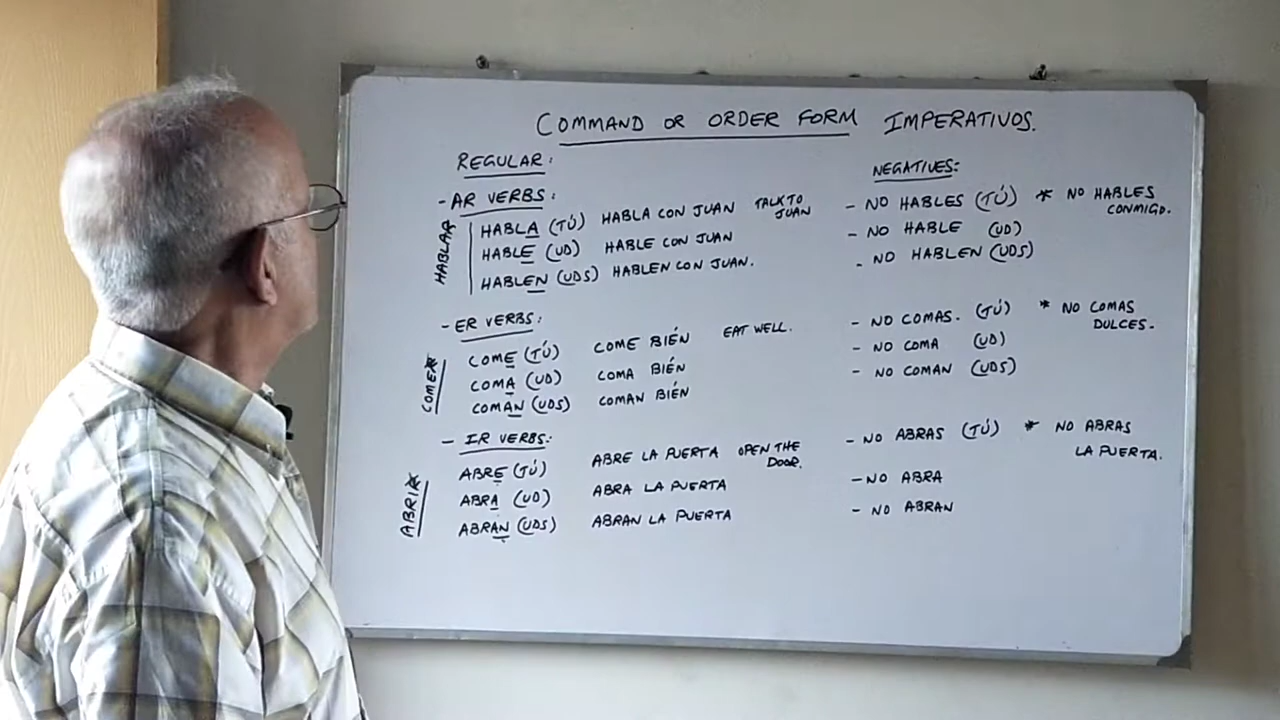 COMMAND OR ORDER FORM IMPERATIVOS.
REGULAR:
NEGATIVES:
-AR VERBS:
HABLAR
HABLA (TÚ) HABLA CON JUAN TALK TO
JUAN
HABLE (UD) HABLE CON JUAN
HABLEN (UDS) HABLEN CON JUAN.
- NO HABLES (TÚ) * NO HABLES
CONMIGO.
- NO HABLE (UD)
- NO HABLEN (UDS)
-ER VERBS:
COMER
COME (TÚ) COME BIÉN EAT WELL.
COMA (UD) COMA BIÉN
COMAN (UDS) COMAN BIÉN
- NO COMAS. (TÚ) * NO COMAS
DULCES.
- NO COMA (UD)
- NO COMAN (UDS)
- IR VERBS:
ABRIR
ABRE (TÚ) ABRE LA PUERTA OPEN THE
DOOR.
ABRA (UD) ABRA LA PUERTA
ABRAN (UDS) ABRAN LA PUERTA
- NO ABRAS (TÚ) * NO ABRAS
LA PUERTA.
- NO ABRA
- NO ABRAN